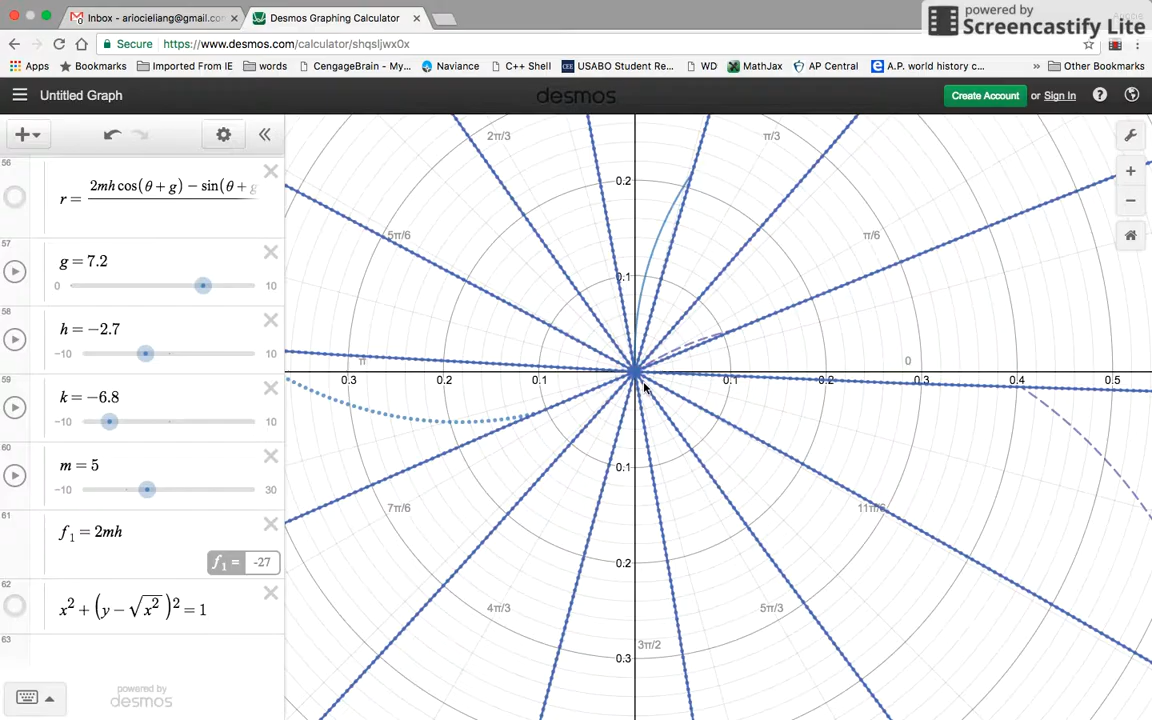 powered by
Screencastify Lite
Inbox - ariocieliang@gmail.co
Desmos Graphing Calculator
Secure
https://www.desmos.com/calculator/shqsljwx0x
Apps
Bookmarks
Imported From IE
words
CengageBrain - My...
Naviance
C++ Shell
USABO Student Re...
WD
MathJax
AP Central
A.P. world history c...
»
Other Bookmarks
Untitled Graph
desmos
Create Account
or
Sign In
56
r = 2mh cos(θ + g) − sin(θ + g
57
g = 7.2
0
10
58
h = −2.7
-10
10
59
k = −6.8
-10
10
60
m = 5
-10
30
61
f₁ = 2mh
f₁ = -27
62
x² + (y − √x²)² = 1
63
powered by
desmos
2π/3
π/3
0.2
5π/6
π/6
0.1
π
0
0.3
0.2
0.1
0.1
0.2
0.3
0.4
0.5
0.1
7π/6
11π/6
0.2
4π/3
5π/3
3π/2
0.3